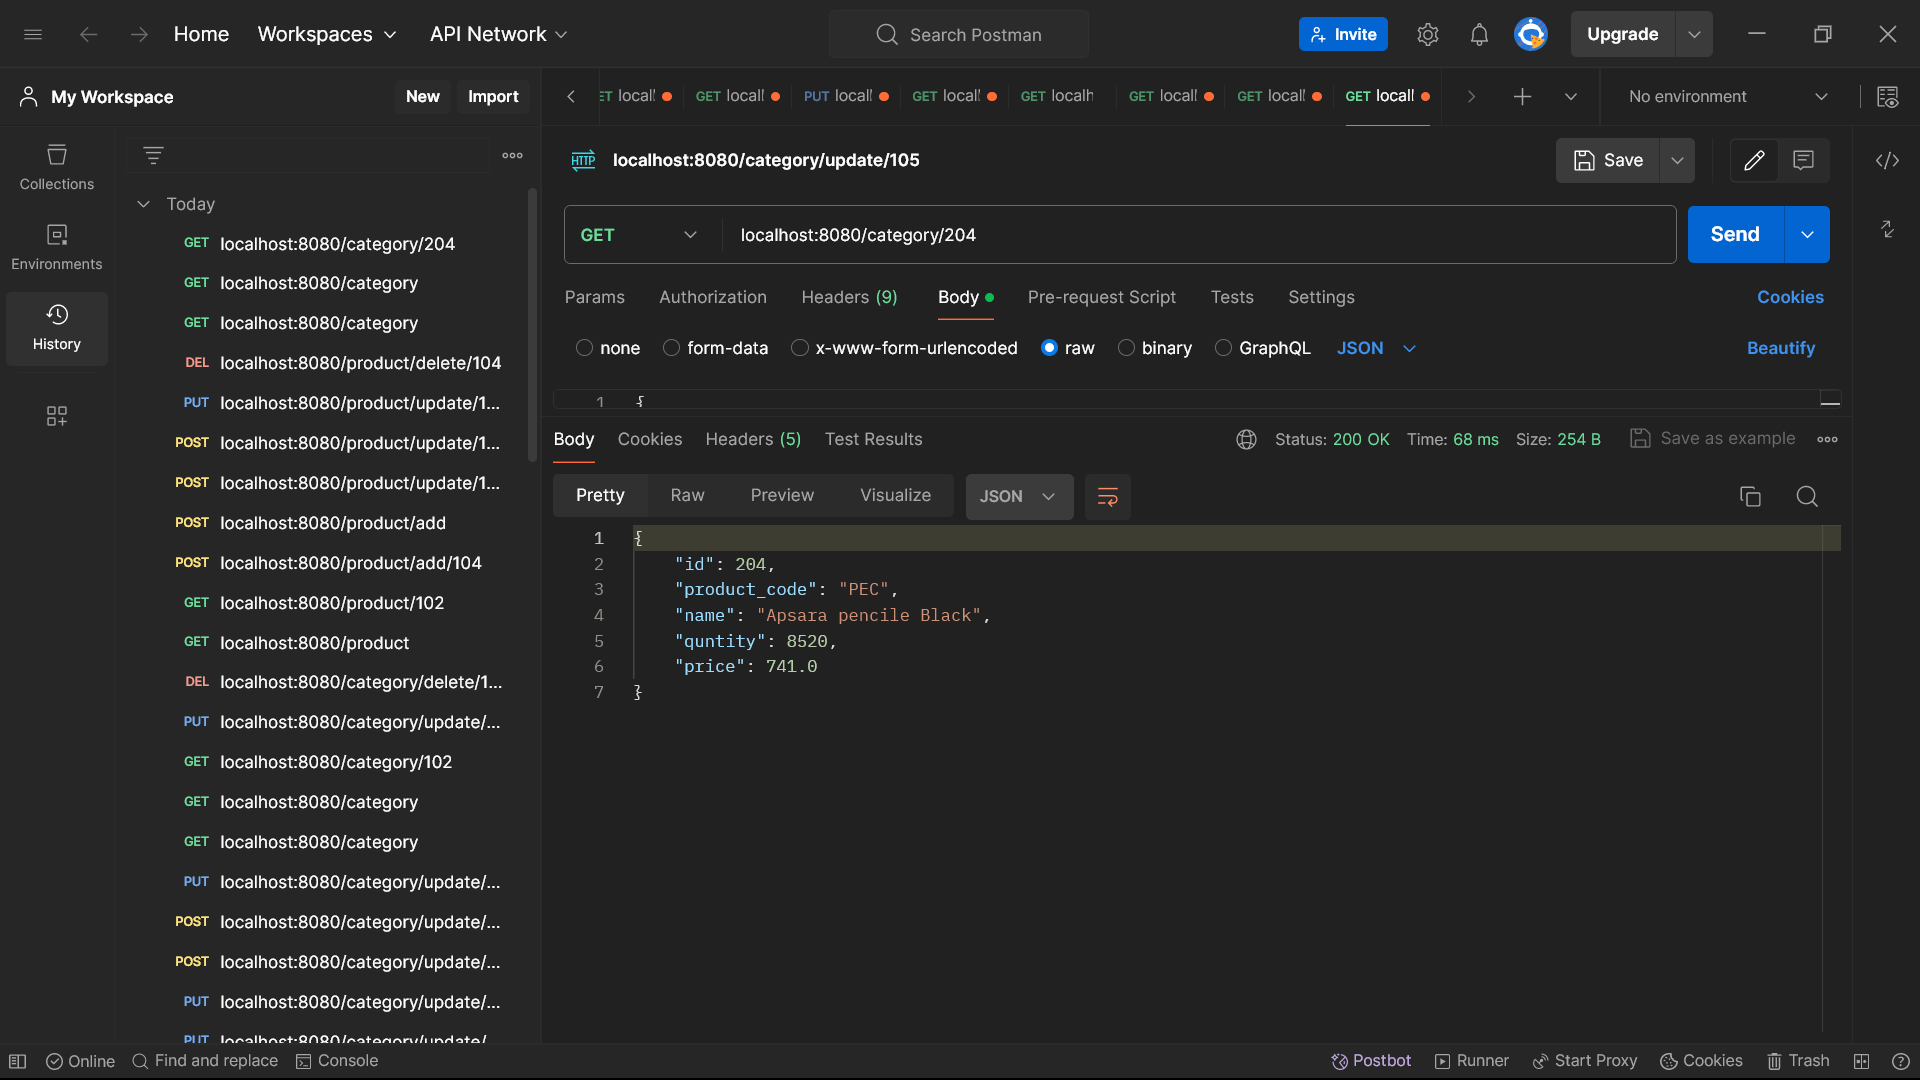 Home Workspaces API Network
Search Postman
Invite
Upgrade
My Workspace
New Import
ET locall GET locall PUT locall GET locall GET localh GET locall GET locall GET locall
No environment
Collections
Environments
History
Today
GET localhost:8080/category/204
GET localhost:8080/category
GET localhost:8080/category
DEL localhost:8080/product/delete/104
PUT localhost:8080/product/update/1...
POST localhost:8080/product/update/1...
POST localhost:8080/product/update/1...
POST localhost:8080/product/add
POST localhost:8080/product/add/104
GET localhost:8080/product/102
GET localhost:8080/product
DEL localhost:8080/category/delete/1...
PUT localhost:8080/category/update/...
GET localhost:8080/category/102
GET localhost:8080/category
GET localhost:8080/category
PUT localhost:8080/category/update/...
POST localhost:8080/category/update/...
POST localhost:8080/category/update/...
PUT localhost:8080/category/update/...
PUT localhost:8080/category/update/
HTTP localhost:8080/category/update/105
Save
GET localhost:8080/category/204
Send
Params Authorization Headers (9) Body Pre-request Script Tests Settings Cookies
none form-data x-www-form-urlencoded raw binary GraphQL JSON Beautify
1 {
Body Cookies Headers (5) Test Results
Status: 200 OK Time: 68 ms Size: 254 B Save as example
Pretty Raw Preview Visualize JSON
1 {
2 "id": 204,
3 "product_code": "PEC",
4 "name": "Apsara pencile Black",
5 "quntity": 8520,
6 "price": 741.0
7 }
Online Find and replace Console
Postbot Runner Start Proxy Cookies Trash